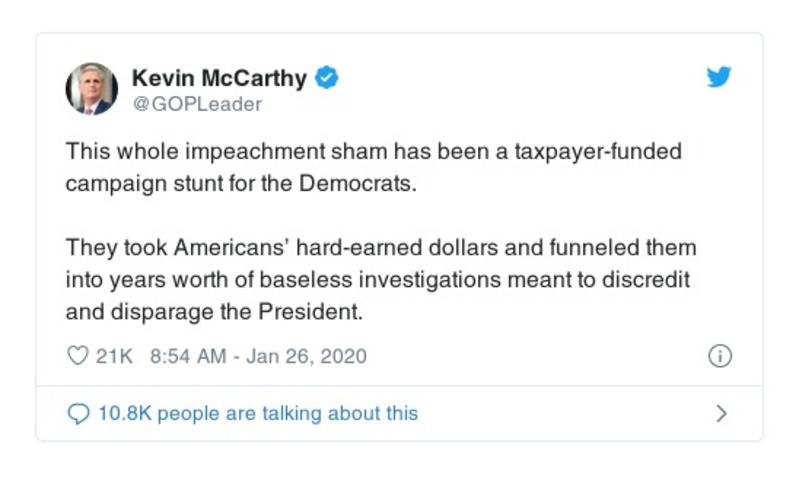 Kevin McCarthy
@GOPLeader
This whole impeachment sham has been a taxpayer-funded
campaign stunt for the Democrats.
They took Americans’ hard-earned dollars and funneled them
into years worth of baseless investigations meant to discredit
and disparage the President.
21K 8:54 AM - Jan 26, 2020
10.8K people are talking about this